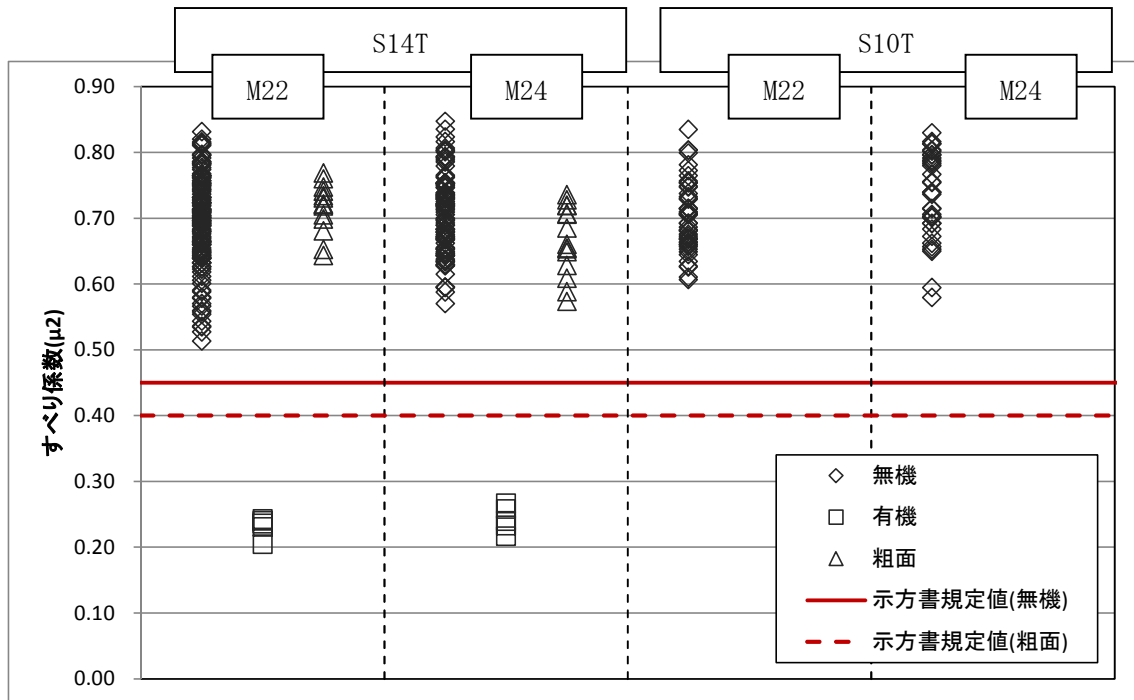 S14T
S10T
M22
M24
M22
M24
0.90
0.80
0.70
0.60
0.50
0.40
0.30
0.20
0.10
0.00
すべり係数(μ2)
無機
有機
粗面
示方書規定値(無機)
示方書規定値(粗面)